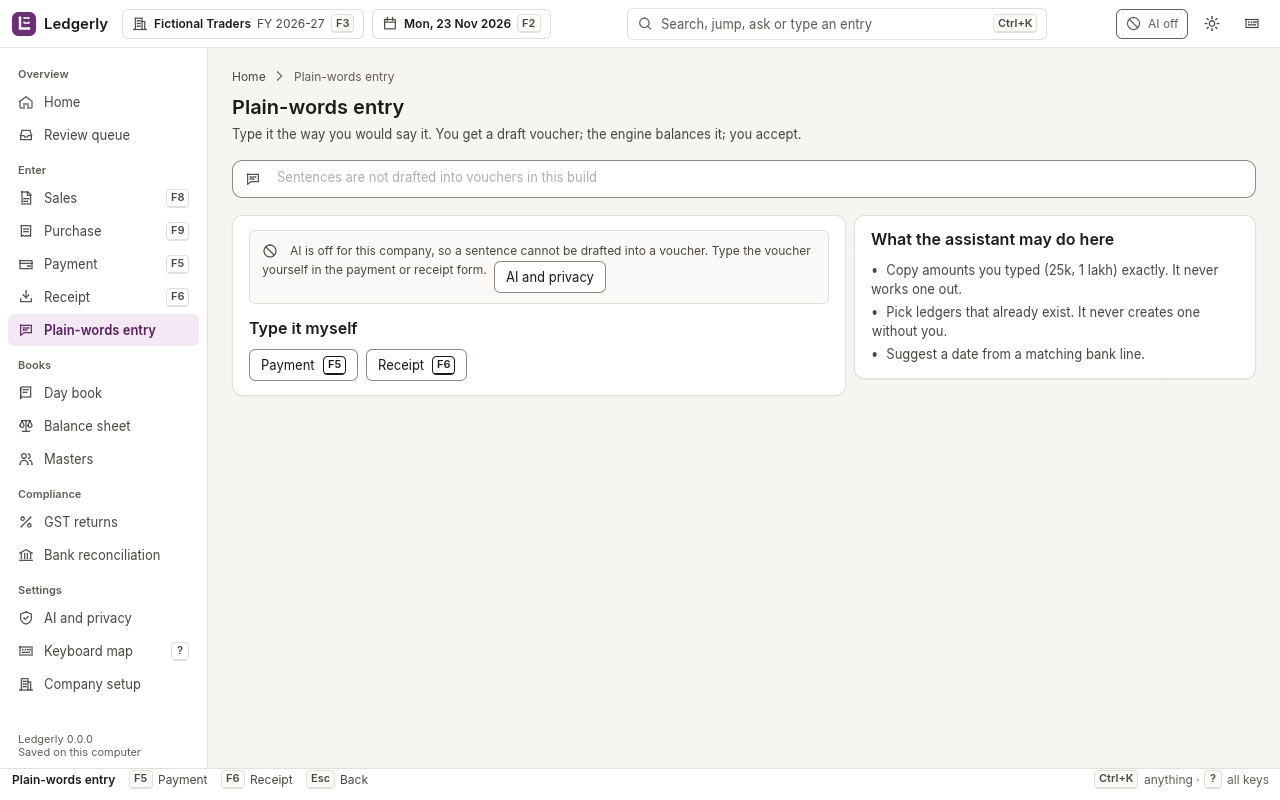 Ledgerly
Fictional Traders FY 2026-27 F3
Mon, 23 Nov 2026 F2
Search, jump, ask or type an entry Ctrl+K
AI off
Overview
Home
Review queue
Enter
Sales F8
Purchase F9
Payment F5
Receipt F6
Plain-words entry
Books
Day book
Balance sheet
Masters
Compliance
GST returns
Bank reconciliation
Settings
AI and privacy
Keyboard map ?
Company setup
Ledgerly 0.0.0
Saved on this computer
Home Plain-words entry
Plain-words entry
Type it the way you would say it. You get a draft voucher; the engine balances it; you accept.
Sentences are not drafted into vouchers in this build
AI is off for this company, so a sentence cannot be drafted into a voucher. Type the voucher
yourself in the payment or receipt form. AI and privacy
Type it myself
Payment F5 Receipt F6
What the assistant may do here
• Copy amounts you typed (25k, 1 lakh) exactly. It never
works one out.
• Pick ledgers that already exist. It never creates one
without you.
• Suggest a date from a matching bank line.
Plain-words entry F5 Payment F6 Receipt Esc Back
Ctrl+K anything · ? all keys